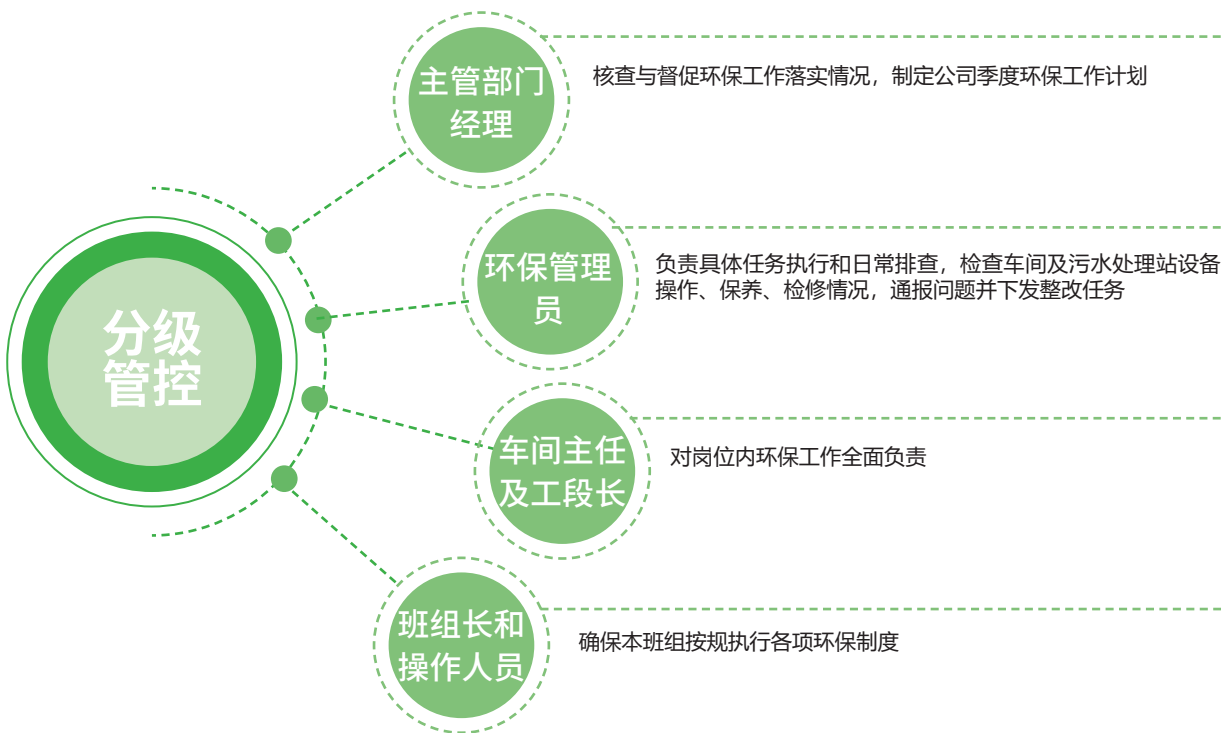 主管部门
经理
核查与督促环保工作落实情况，制定公司季度环保工作计划
环保管理
员
负责具体任务执行和日常排查，检查车间及污水处理站设备
操作、保养、检修情况，通报问题并下发整改任务
分级
管控
车间主任
及工段长
对岗位内环保工作全面负责
班组长和
操作人员
确保本班组按规执行各项环保制度